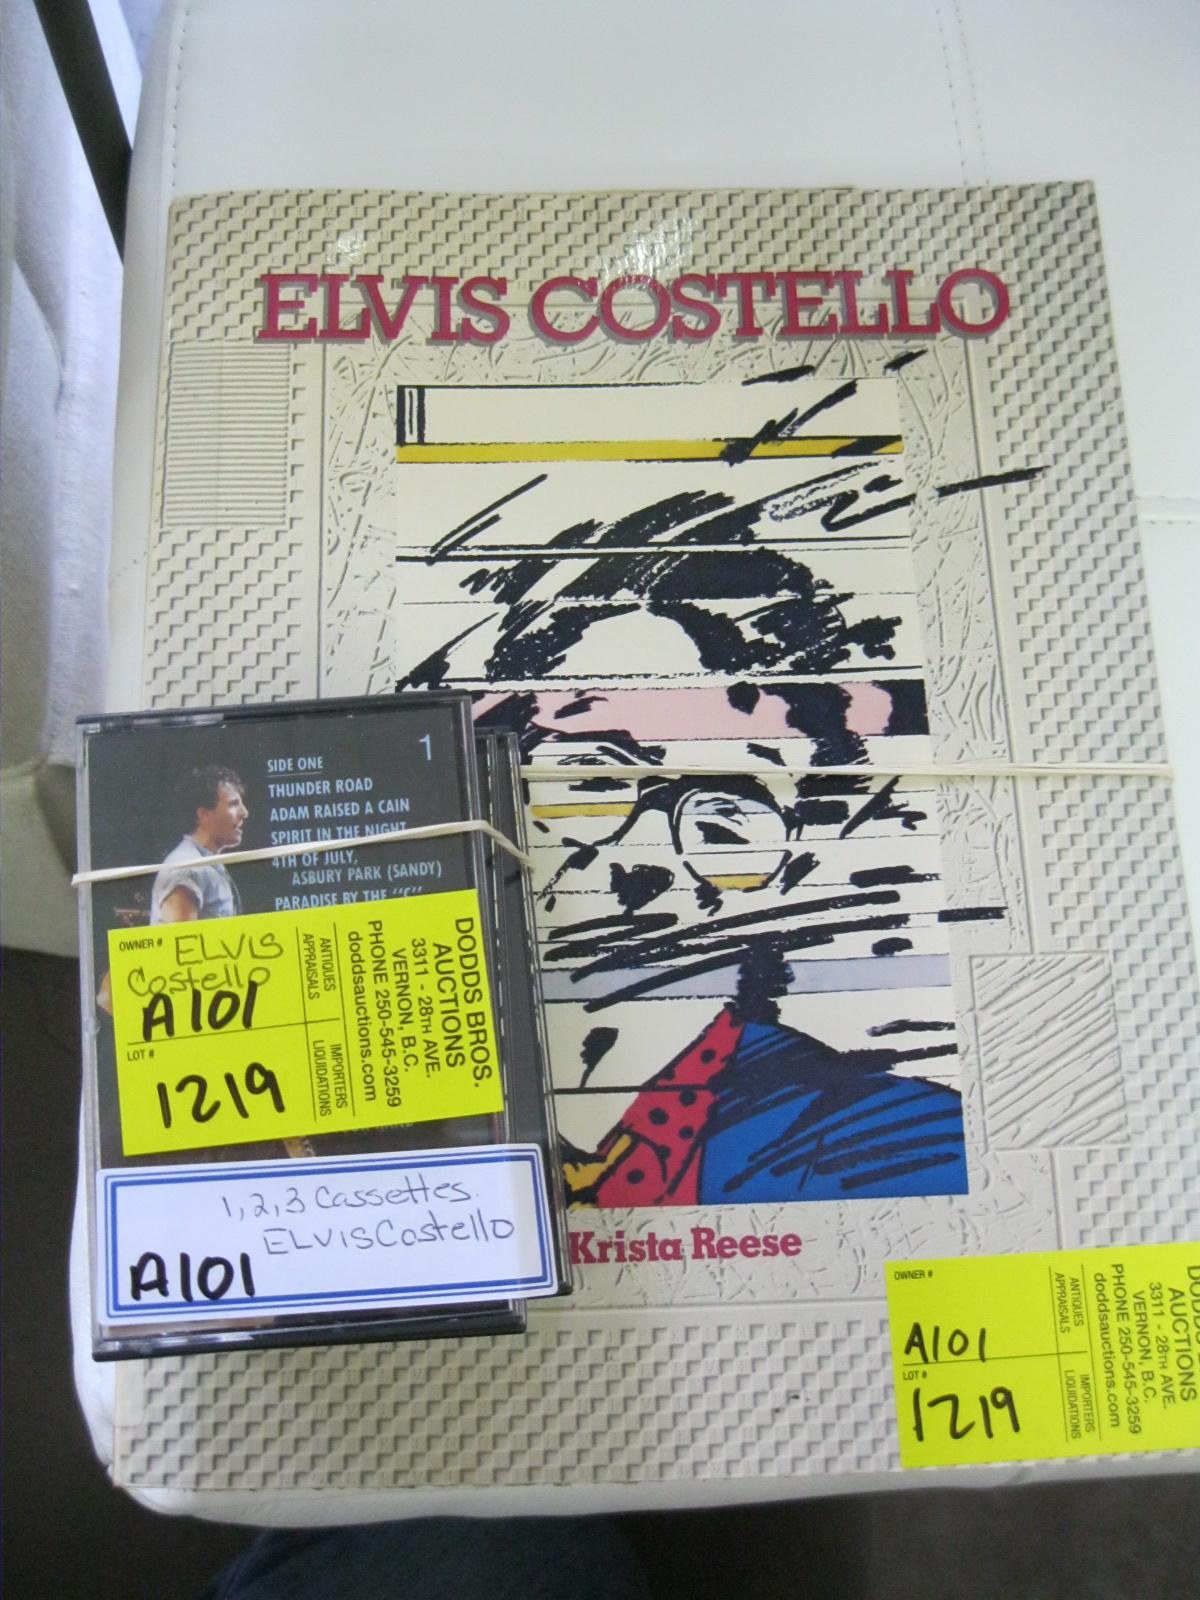 ELVIS COSTELLO
1
SIDE ONE
THUNDER ROAD
ADAM RAISED A CAIN
SPIRIT IN THE NIGHT
4TH OF JULY,
ASBURY PARK (SANDY)
PARADISE BY THE "C"
OWNER # ELVIS
Costello
A101
LOT #
1219
ANTIQUES
APPRAISALS
IMPORTERS
LIQUIDATIONS
DODDS BROS.
AUCTIONS
3311 - 28TH AVE.
VERNON, B.C.
PHONE 250-545-3259
doddsauctions.com
1,2,3 Cassettes.
ELVIS Costello
A101
Krista Reese
OWNER #
A101
LOT #
1219
ANTIQUES
APPRAISALS
IMPORTERS
LIQUIDATIONS
AUCTIONS
3311 - 28TH AVE.
VERNON, B.C.
PHONE 250-545-3259
doddsauctions.com